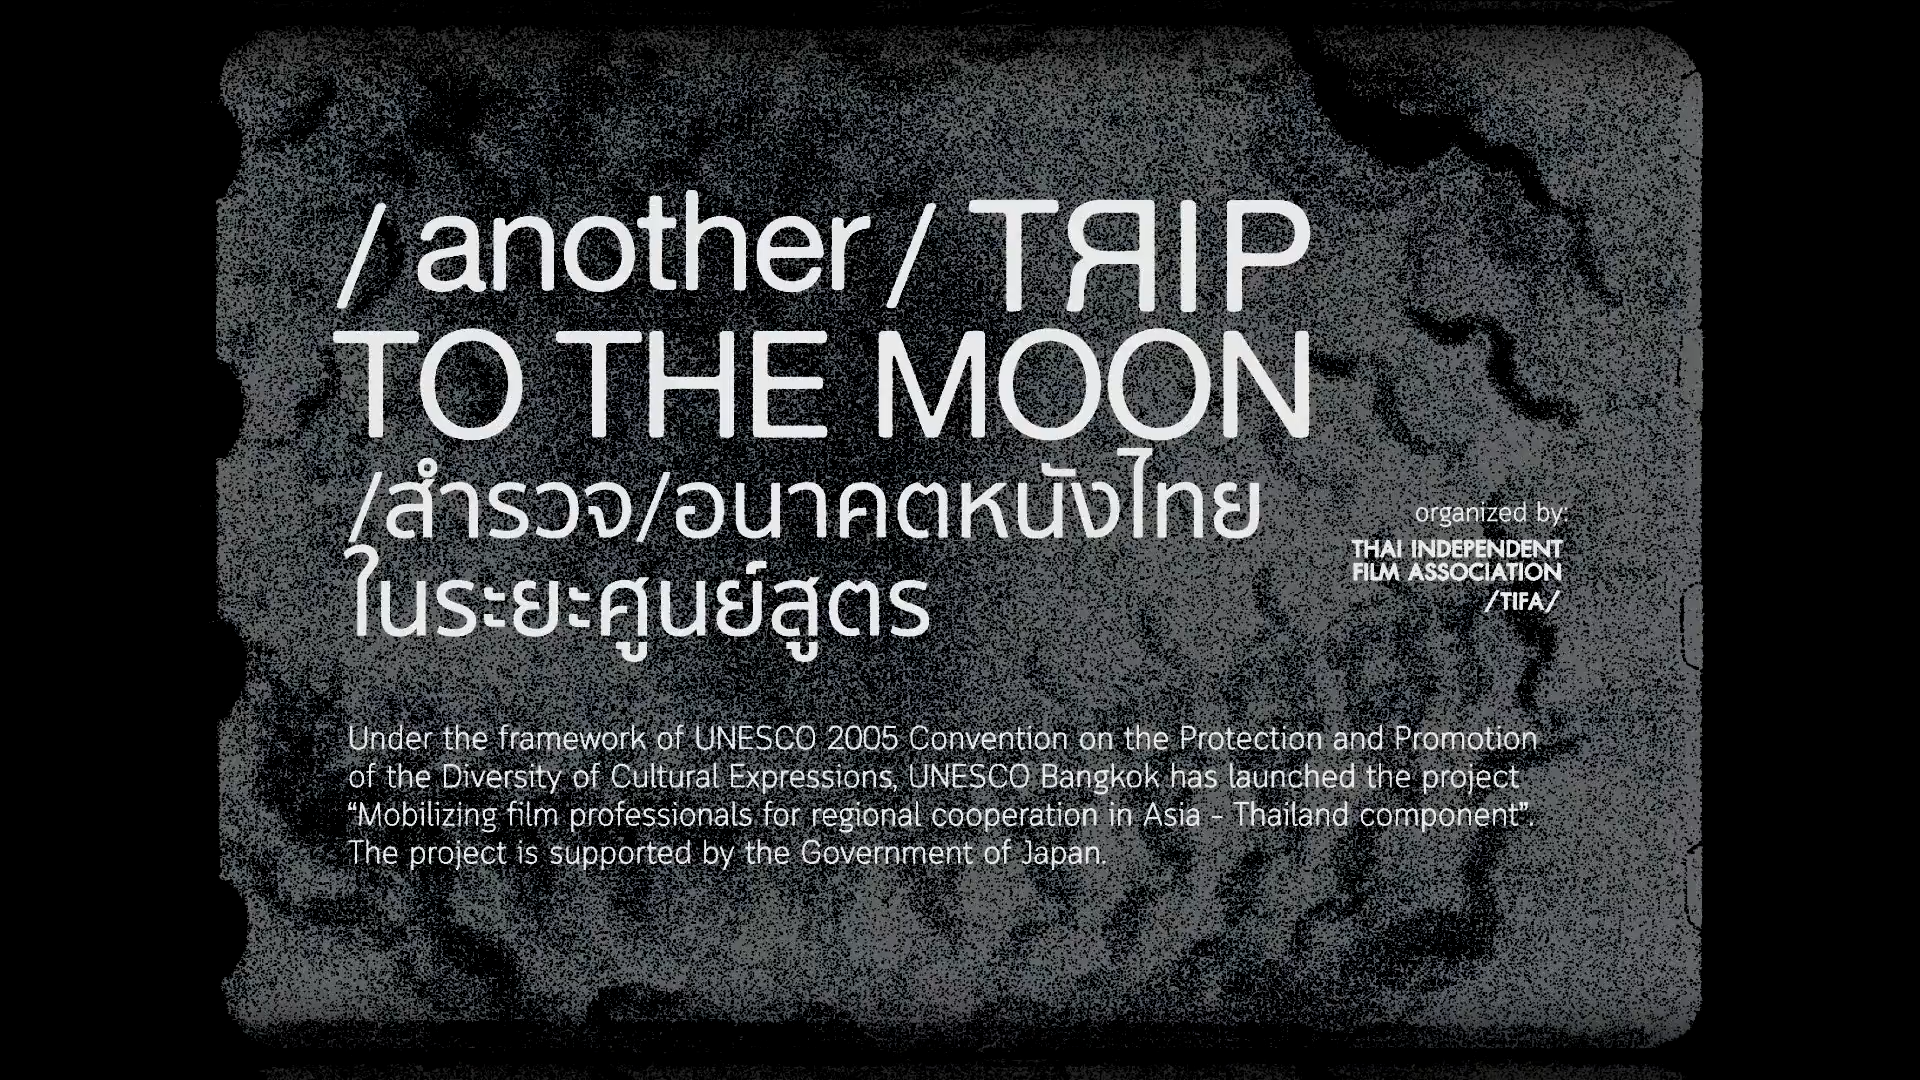 /another/ TRIP
TO THE MOON
/สำรวจ/อนาคตหนังไทย
ในระยะศูนย์สูตร
organized by:
THAI INDEPENDENT
FILM ASSOCIATION
/TIFA/
Under the framework of UNESCO 2005 Convention on the Protection and Promotion
of the Diversity of Cultural Expressions, UNESCO Bangkok has launched the project
“Mobilizing film professionals for regional cooperation in Asia - Thailand component”.
The project is supported by the Government of Japan.